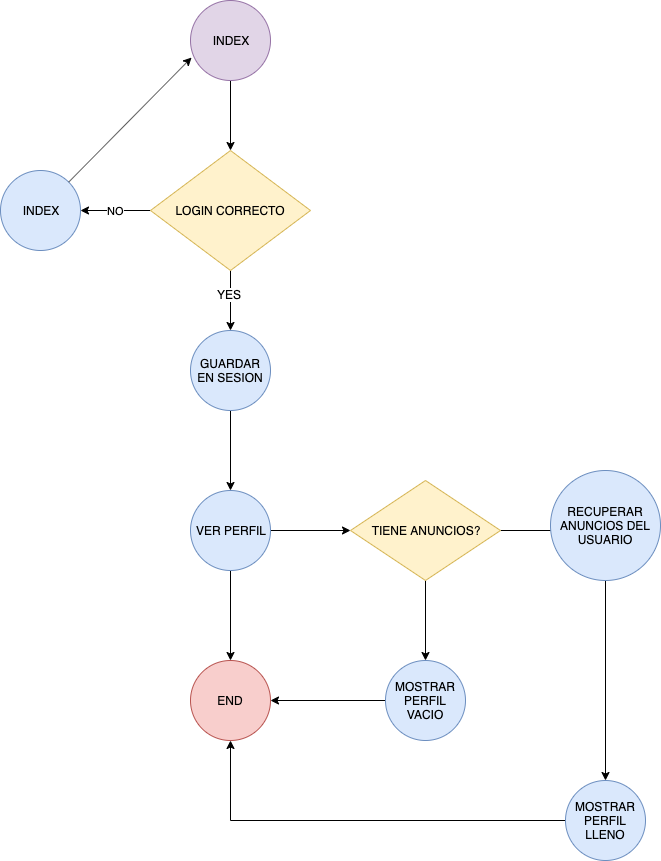 INDEX
INDEX
NO
LOGIN CORRECTO
YES
GUARDAR
EN SESION
VER PERFIL
TIENE ANUNCIOS?
RECUPERAR
ANUNCIOS DEL
USUARIO
END
MOSTRAR
PERFIL
VACIO
MOSTRAR
PERFIL
LLENO